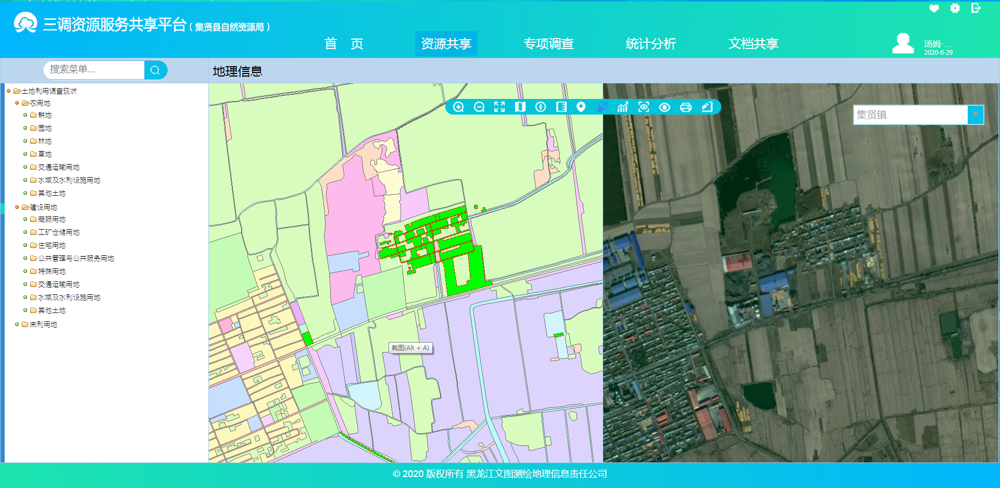 三调资源服务共享平台（集贤县自然资源局）
首 页
资源共享
专项调查
统计分析
文档共享
汤姆·...
2020-6-29
搜索菜单...
地理信息
土地利用调查现状
农用地
耕地
园地
林地
草地
交通运输用地
水域及水利设施用地
其他土地
建设用地
商服用地
工矿仓储用地
住宅用地
公共管理与公共服务用地
特殊用地
交通运输用地
水域及水利设施用地
其他土地
未利用地
集贤镇
截图(Alt + A)
© 2020 版权所有 黑龙江文图测绘地理信息责任公司